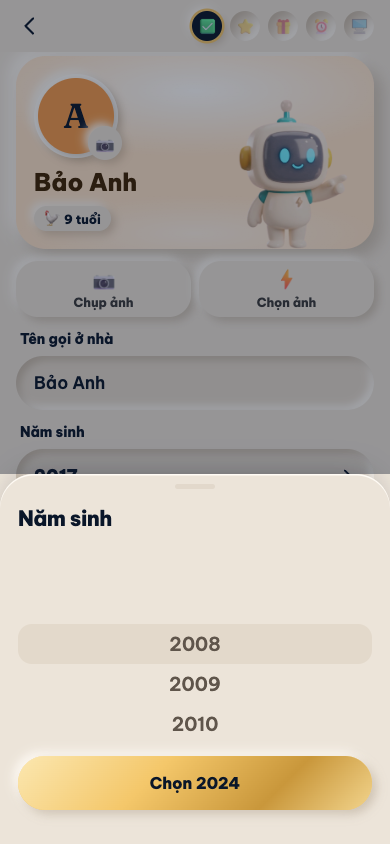 A
Bảo Anh
9 tuổi
Chụp ảnh
Chọn ảnh
Tên gọi ở nhà
Bảo Anh
Năm sinh
2017
Năm sinh
2008
2009
2010
Chọn 2024